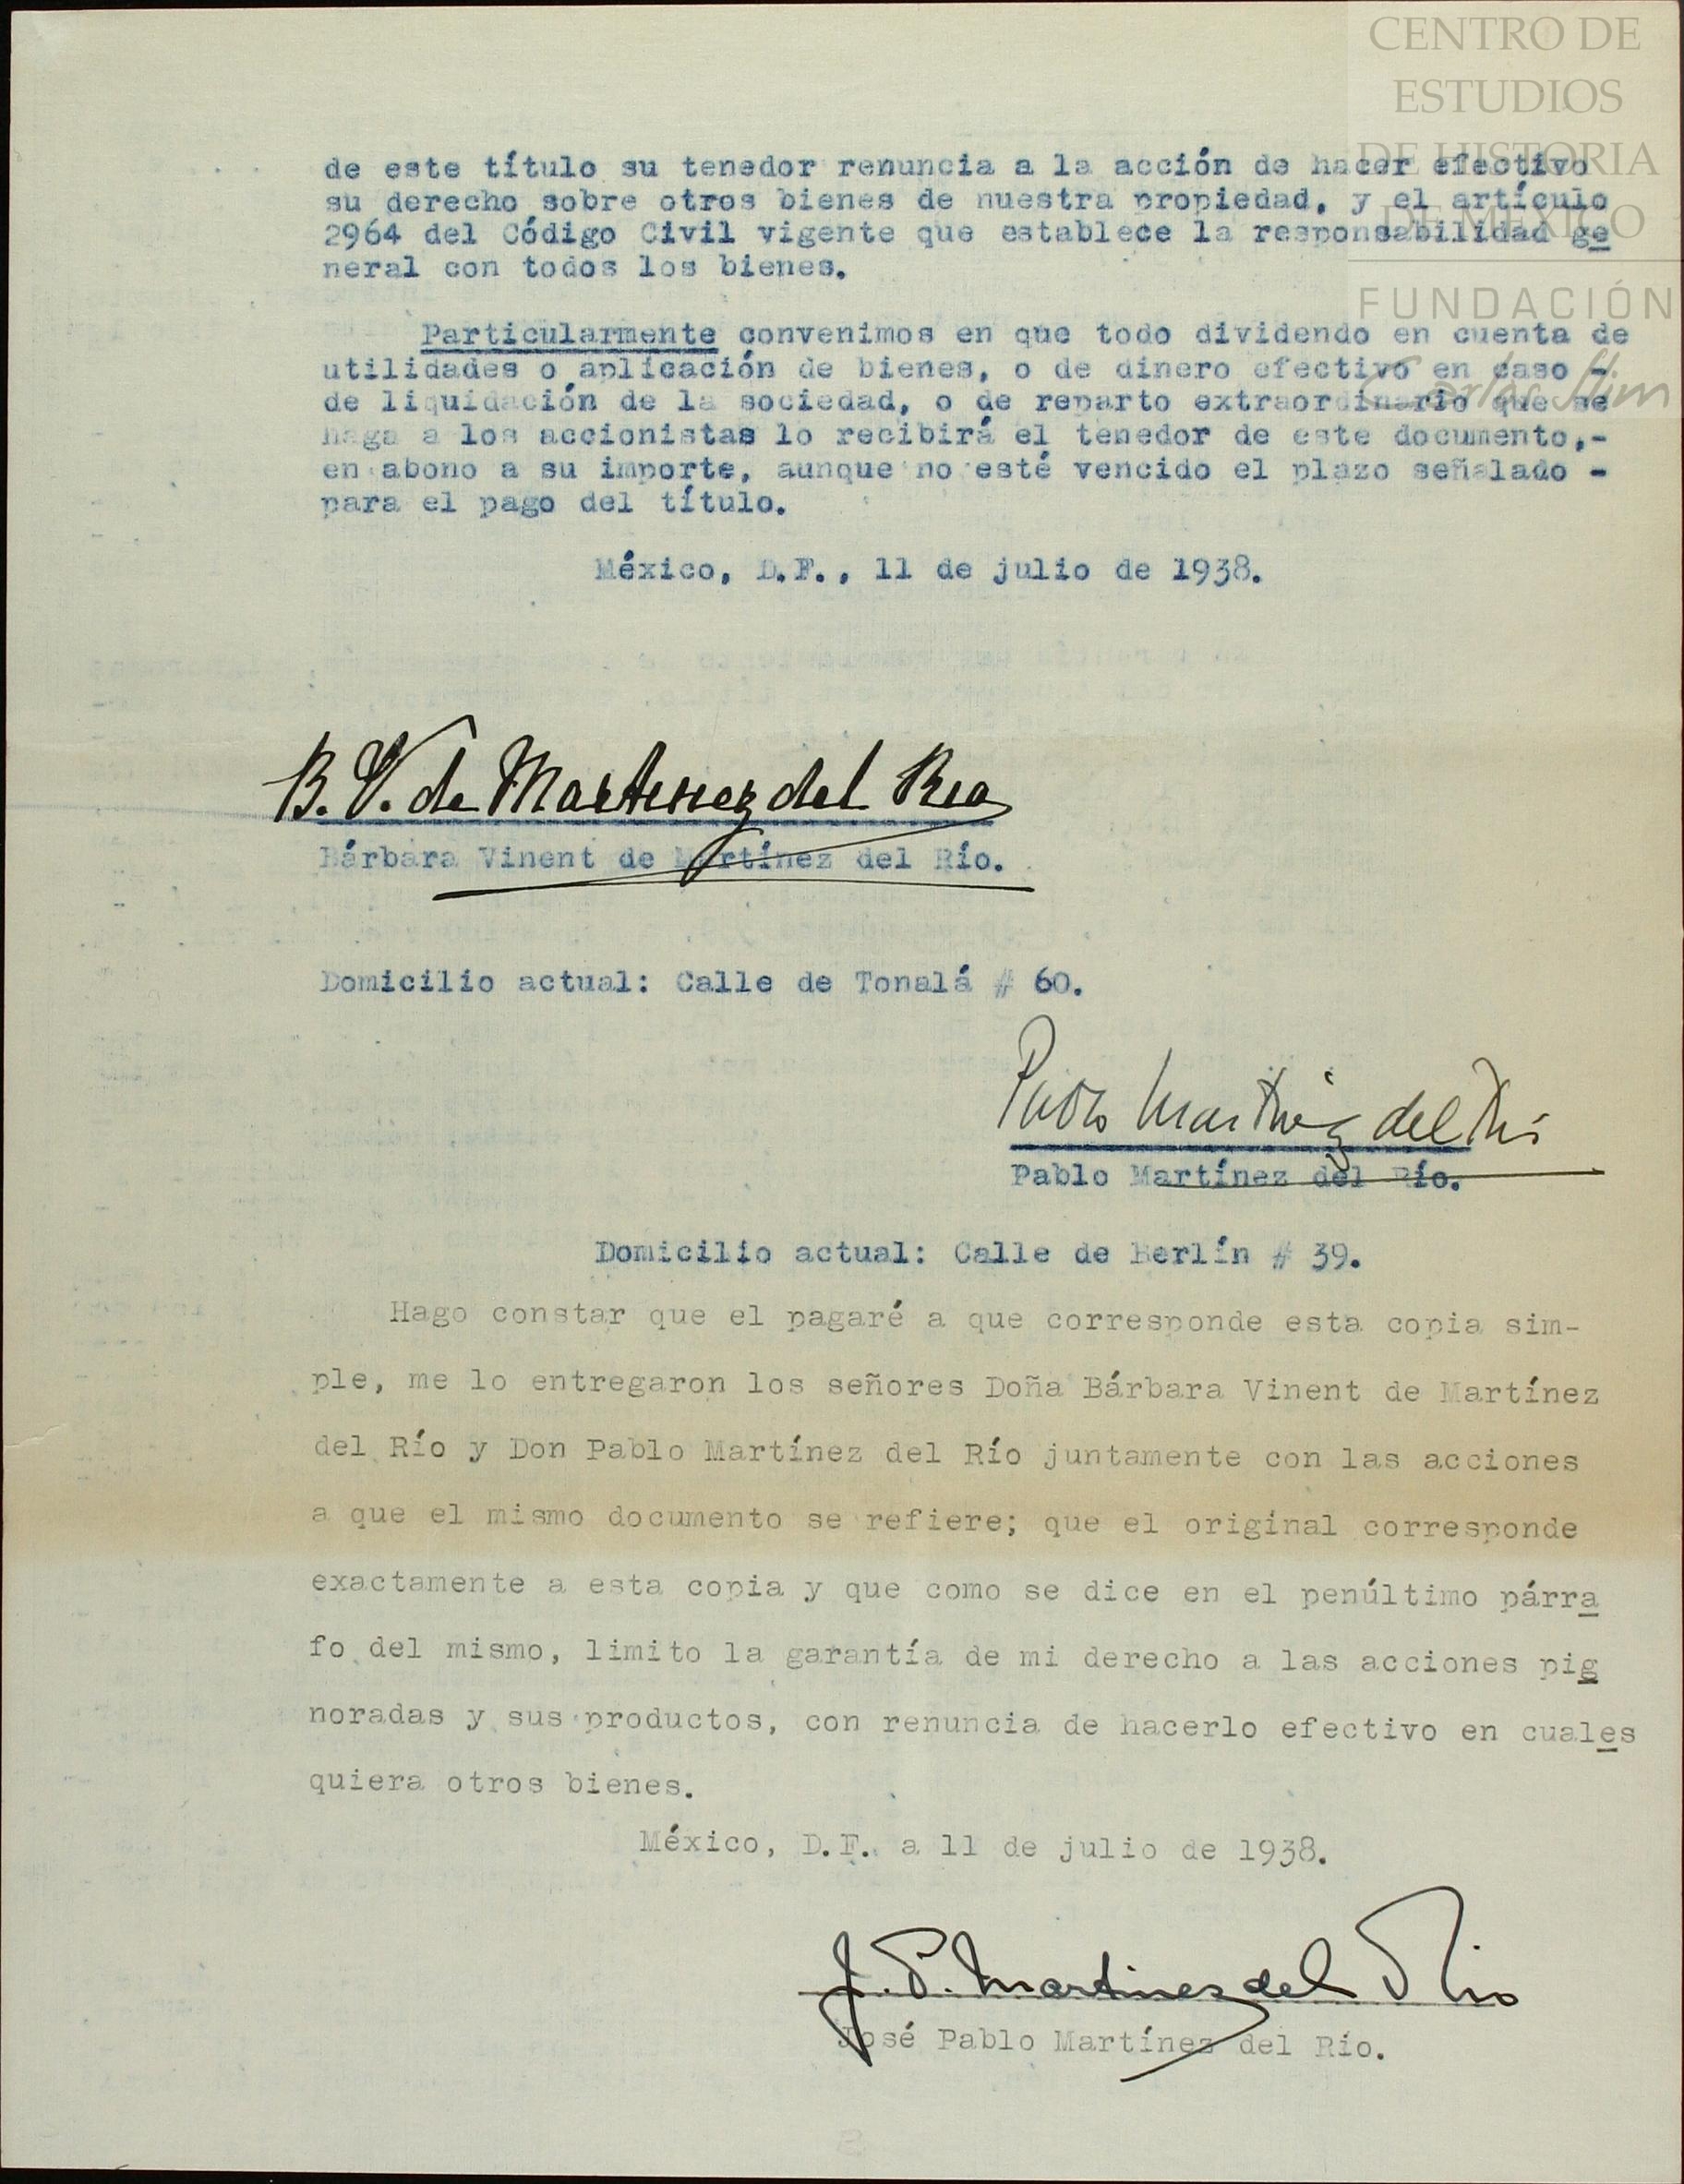 CENTRO DE
ESTUDIOS
DE HISTORIA
DE MÉXICO
FUNDACIÓN
Carlos Slim
de este título su tenedor renuncia a la acción de hacer efectivo
su derecho sobre otros bienes de nuestra propiedad, y el artículo
2964 del Código Civil vigente que establece la responsabilidad ge
neral con todos los bienes.
Particularmente convenimos en que todo dividendo en cuenta de
utilidades o aplicación de bienes, o de dinero efectivo en caso -
de liquidación de la sociedad, o de reparto extraordinario que se
haga a los accionistas lo recibirá el tenedor de este documento,-
en abono a su importe, aunque no esté vencido el plazo señalado -
para el pago del título.
México, D.F., 11 de julio de 1938.
B. V. de Martinez del Rio
Bárbara Vinent de Martínez del Río.
Domicilio actual: Calle de Tonalá # 60.
Pablo Martinez del Rio
Pablo Martínez del Río.
Domicilio actual: Calle de Berlín # 39.
Hago constar que el pagaré a que corresponde esta copia sim-
ple, me lo entregaron los señores Doña Bárbara Vinent de Martínez
del Río y Don Pablo Martínez del Río juntamente con las acciones
a que el mismo documento se refiere; que el original corresponde
exactamente a esta copia y que como se dice en el penúltimo párra
fo del mismo, limito la garantía de mi derecho a las acciones pig
noradas y sus productos, con renuncia de hacerlo efectivo en cuales
quiera otros bienes.
México, D.F. a 11 de julio de 1938.
J. P. Martinez del Rio
José Pablo Martínez del Río.